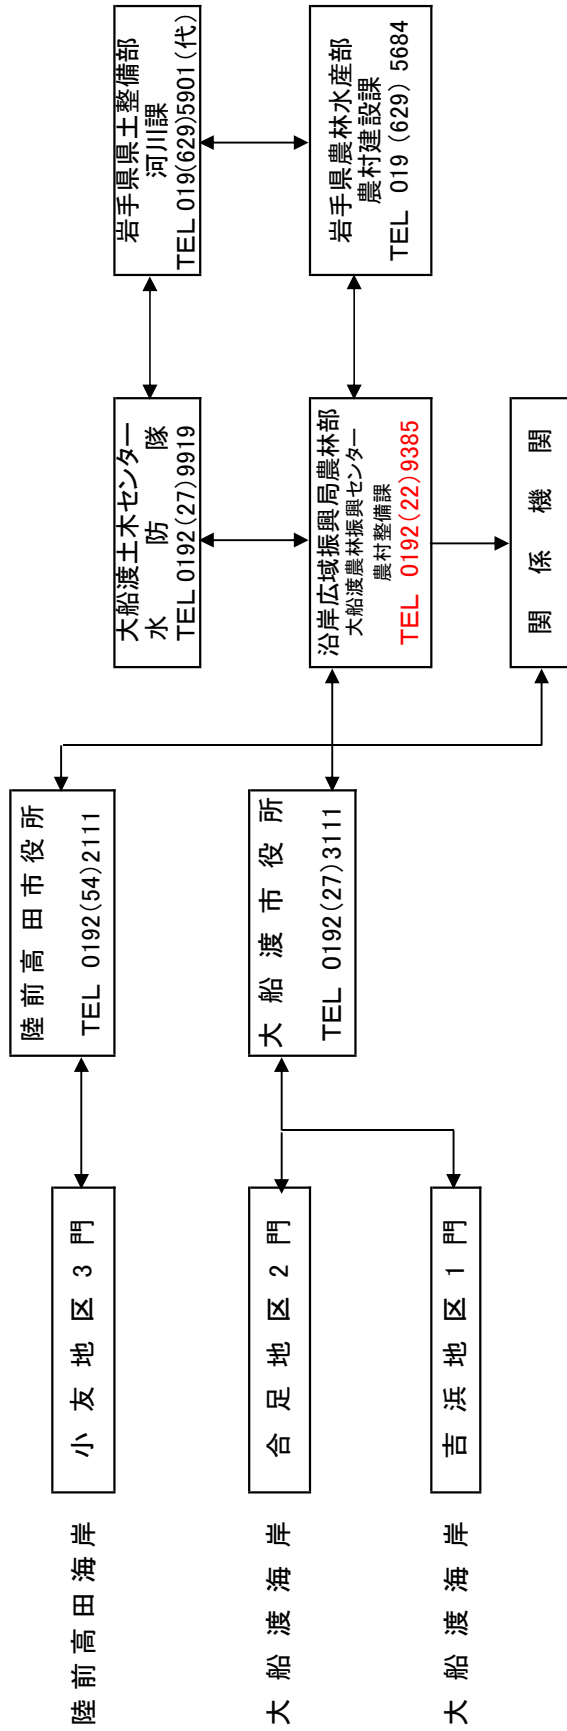 陸前高田海岸
小友地区3門
陸前高田市役所
TEL 0192(54)2111
大船渡土木センター
水防隊
TEL 0192(27)9919
岩手県県土整備部
河川課
TEL 019(629)5901(代)
大船渡海岸
合足地区2門
大船渡市役所
TEL 0192(27)3111
沿岸広域振興局農林部
大船渡農林振興センター
農村整備課
TEL 0192(22)9385
岩手県農林水産部
農村建設課
TEL 019 (629) 5684
大船渡海岸
吉浜地区1門
関係機関